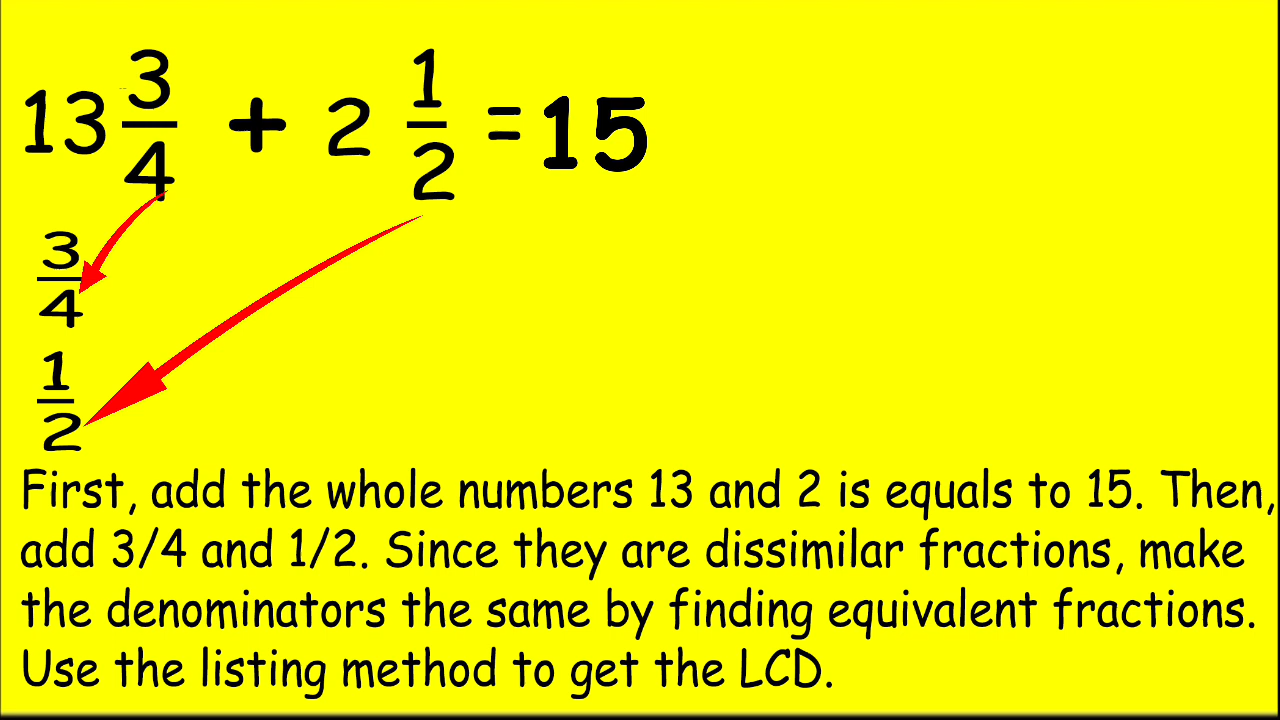 13 3/4 + 2 1/2 = 15
3/4
1/2
First, add the whole numbers 13 and 2 is equals to 15. Then,
add 3/4 and 1/2. Since they are dissimilar fractions, make
the denominators the same by finding equivalent fractions.
Use the listing method to get the LCD.